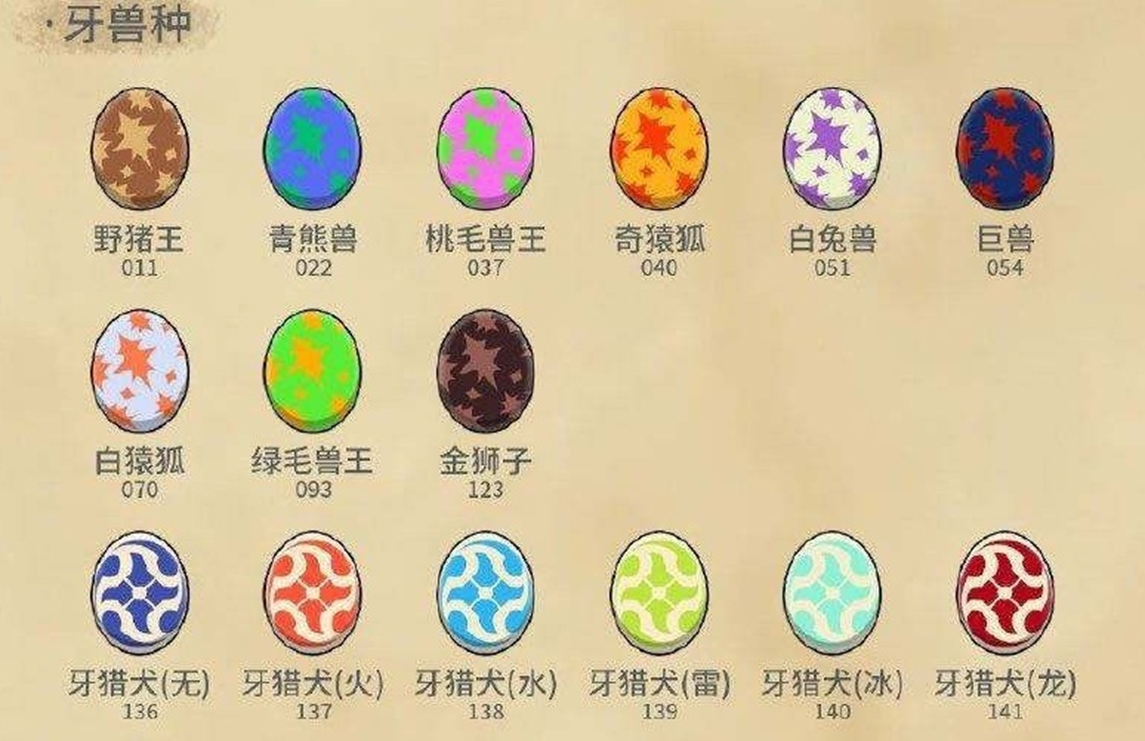 ·牙兽种
野猪王 青熊兽 桃毛兽王 奇猿狐 白兔兽 巨兽
011 022 037 040 051 054
白猿狐 绿毛兽王 金狮子
070 093 123
牙猎犬(无) 牙猎犬(火) 牙猎犬(水) 牙猎犬(雷) 牙猎犬(冰) 牙猎犬(龙)
136 137 138 139 140 141